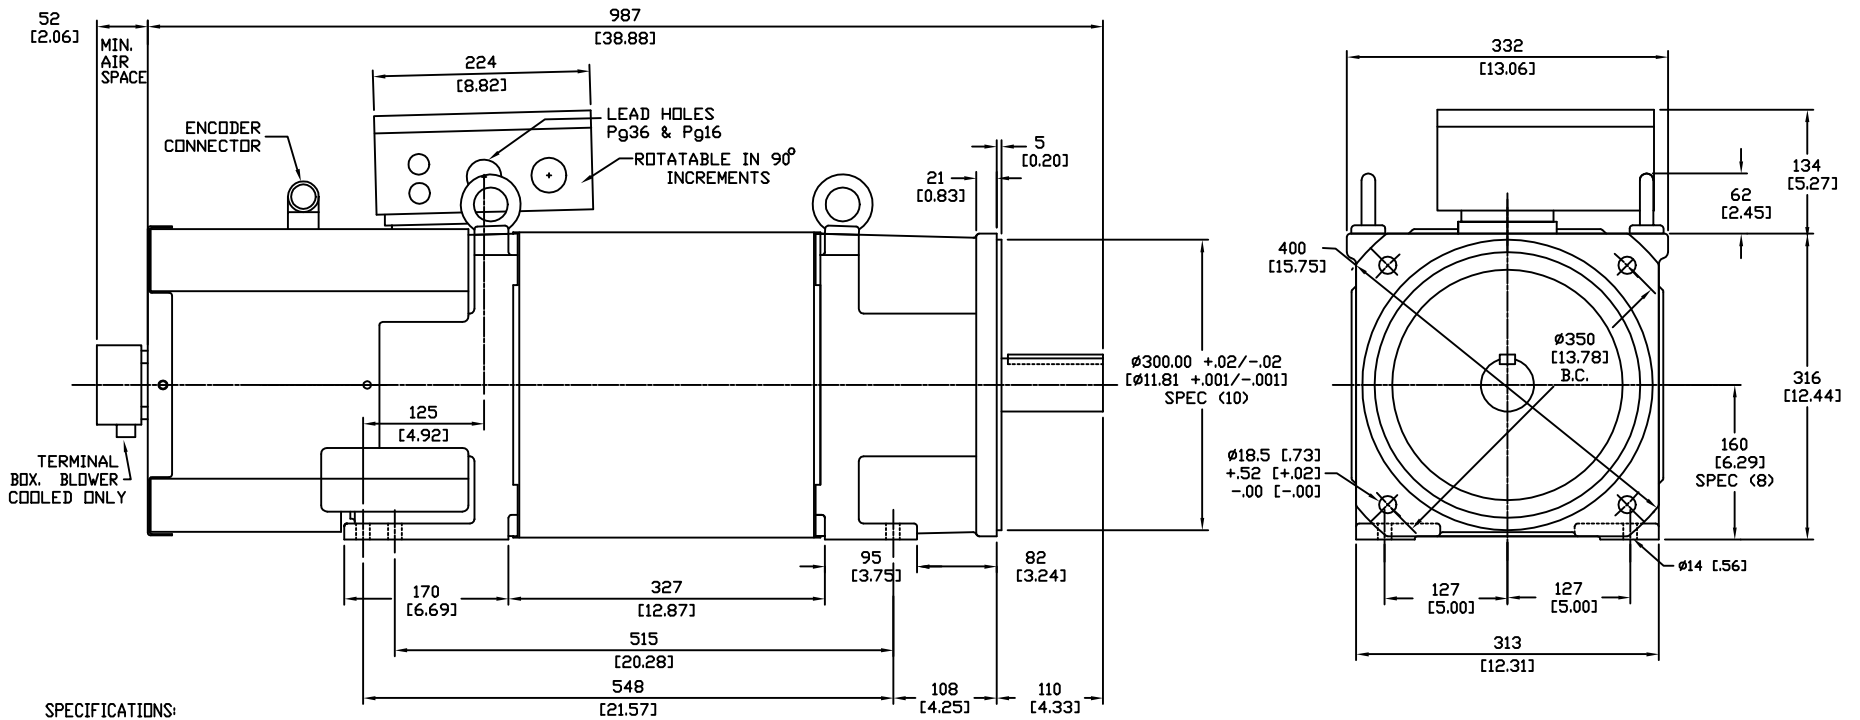 52
[2.06]
987
[38.88]
MIN.
AIR
SPACE
224
[8.82]
ENCODER
CONNECTOR
LEAD HOLES
Pg36 & Pg16
ROTATABLE IN 90°
INCREMENTS
5
[0.20]
21
[0.83]
Ø300.00 +.02/-.02
[Ø11.81 +.001/-.001]
SPEC (10)
125
[4.92]
TERMINAL
BOX. BLOWER
COOLED ONLY
95
[3.75]
82
[3.24]
170
[6.69]
327
[12.87]
515
[20.28]
548
[21.57]
108
[4.25]
110
[4.33]
332
[13.06]
134
[5.27]
62
[2.45]
400
[15.75]
Ø350
[13.78]
B.C.
316
[12.44]
160
[6.29]
SPEC (8)
Ø18.5 [.73]
+.52 [+.02]
-.00 [-.00]
Ø14 [.56]
127
[5.00]
127
[5.00]
313
[12.31]
SPECIFICATIONS: